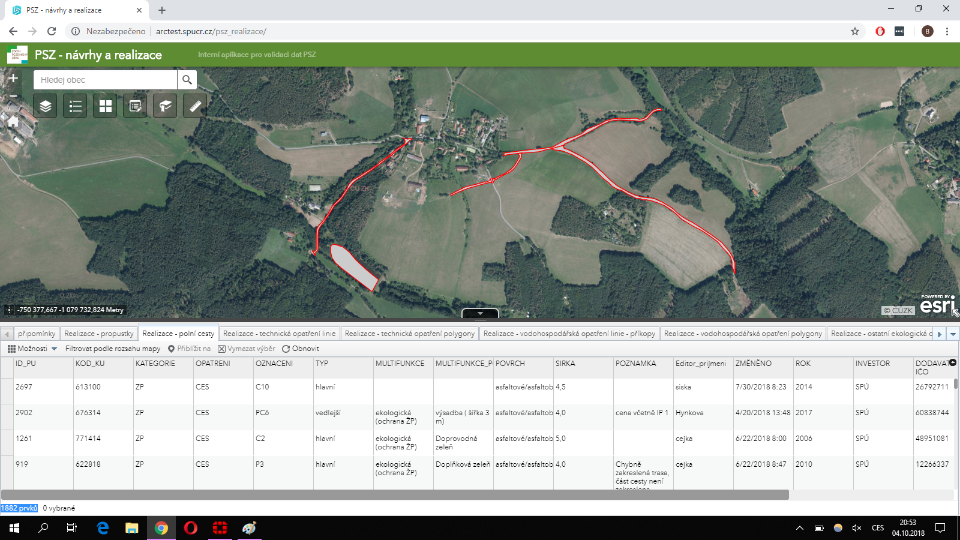 PSZ - návrhy a realizace
Nezabezpečeno | arctest.spucr.cz/psz_realizace/
PSZ - návrhy a realizace Interní aplikace pro validaci dat PSZ
Hledej obec
© ČÚZK
-750 377,667 -1 079 732,824 Metry
POWERED BY
esri
© ČÚZK
připomínky Realizace - propustky Realizace - polní cesty Realizace - technická opatření linie Realizace - technická opatření polygony Realizace - vodohospodářská opatření linie - příkopy Realizace - vodohospodářská opatření polygony Realizace - ostatní ekologická o
Možnosti Filtrovat podle rozsahu mapy Přiblížit na Vymazat výběr Obnovit
ID_PU KOD_KU KATEGORIE OPATRENI OZNACENI TYP MULTIFUNKCE MULTIFUNKCE_P POVRCH SIRKA POZNAMKA Editor_prijmeni ZMĚNĚNO ROK INVESTOR DODAVAT
IČO
2697 613100 ZP CES C10 hlavní asfaltové/asfaltob 4,5 siska 7/30/2018 8:23 2014 SPÚ 26792711
2902 676314 ZP CES PC6 vedlejší ekologická výsadba ( šířka 3 asfaltové/asfaltob 4,0 cena včetně IP 1 Hynkova 4/20/2018 13:48 2017 SPÚ 60838744
(ochrana ŽP) m)
1261 771414 ZP CES C2 hlavní ekologická Doprovodná asfaltové/asfaltob 5,0 cejka 6/22/2018 8:00 2006 SPÚ 48951081
(ochrana ŽP) zeleň
919 622818 ZP CES P3 hlavní ekologická Doplňková zeleň asfaltové/asfaltob 4,0 Chybně cejka 6/22/2018 8:47 2010 SPÚ 12266337
(ochrana ŽP) zakreslená trasa,
část cesty není
zakreslena
1882 prvků 0 vybrané
CES
20:53
04.10.2018